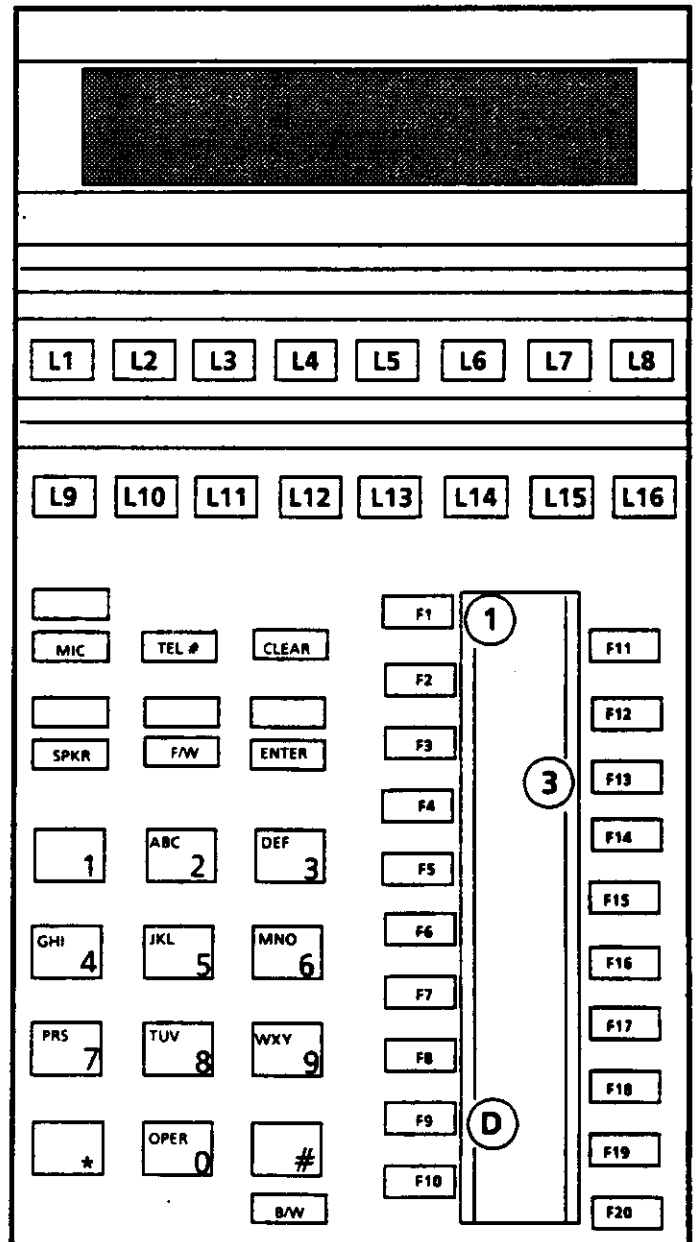 L1 L2 L3 L4 L5 L6 L7 L8
L9 L10 L11 L12 L13 L14 L15 L16
MIC TEL # CLEAR
SPKR F/W ENTER
1 ABC 2 DEF 3
GHI 4 JKL 5 MNO 6
PRS 7 TUV 8 WXY 9
* OPER 0 #
B/W
F1 1
F2
F3
F4
F5
F6
F7
F8
F9 D
F10
F11
F12
3 F13
F14
F15
F16
F17
F18
F19
F20